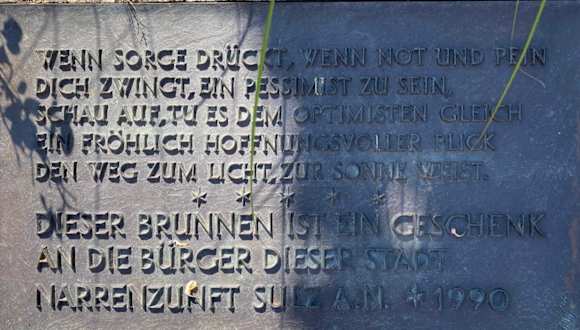 WENN SORGE DRÜCKT, WENN NOT UND PEIN
DICH ZWINGT, EIN PESSIMIST ZU SEIN,
SCHAU AUF, TU ES DEM OPTIMISTEN GLEICH
EIN FRÖHLICH HOFFNUNGSVOLLER BLICK
DEN WEG ZUM LICHT, ZUR SONNE WEIST.
* * * * *
DIESER BRUNNEN IST EIN GESCHENK
AN DIE BÜRGER DIESER STADT
NARRENZUNFT SULZ A.N. * 1990